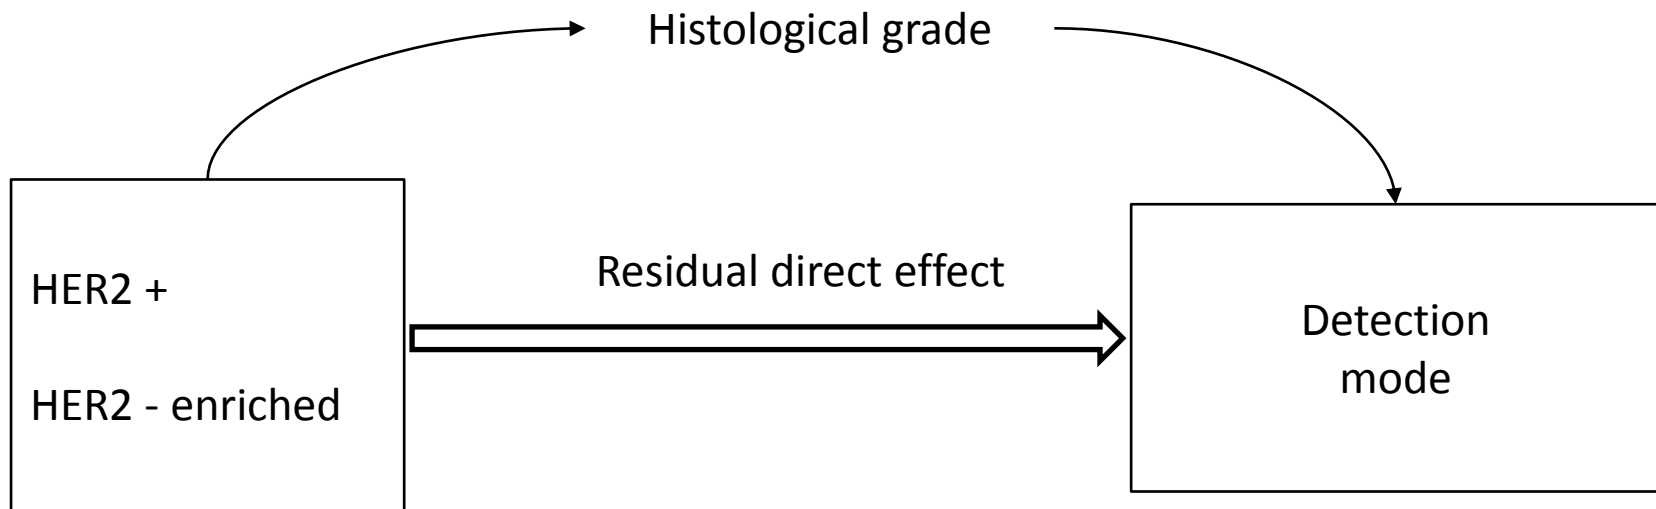 Histological grade
Residual direct effect
HER2 +
HER2 - enriched
Detection
mode